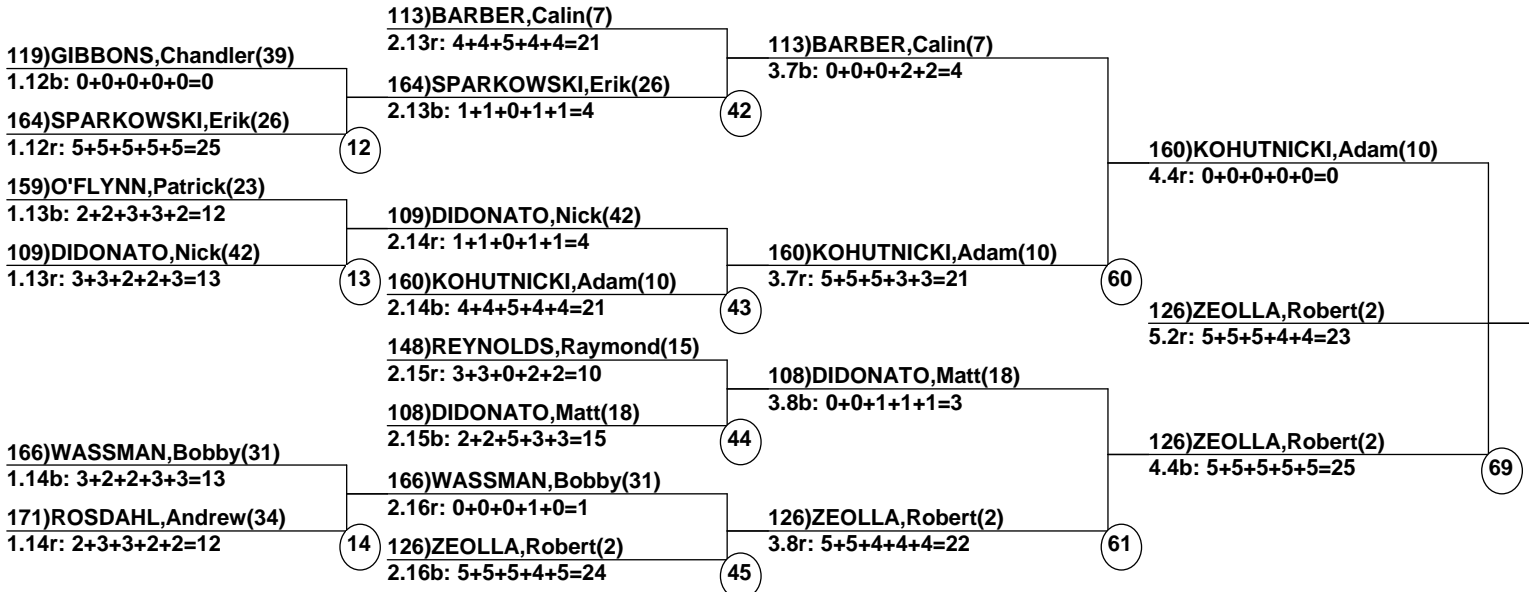 119)GIBBONS,Chandler(39)
1.12b: 0+0+0+0+0=0
164)SPARKOWSKI,Erik(26)
1.12r: 5+5+5+5+5=25
12
159)O'FLYNN,Patrick(23)
1.13b: 2+2+3+3+2=12
109)DIDONATO,Nick(42)
1.13r: 3+3+2+2+3=13
13
166)WASSMAN,Bobby(31)
1.14b: 3+2+2+3+3=13
171)ROSDAHL,Andrew(34)
1.14r: 2+3+3+2+2=12
14
113)BARBER,Calin(7)
2.13r: 4+4+5+4+4=21
164)SPARKOWSKI,Erik(26)
2.13b: 1+1+0+1+1=4
42
109)DIDONATO,Nick(42)
2.14r: 1+1+0+1+1=4
160)KOHUTNICKI,Adam(10)
2.14b: 4+4+5+4+4=21
43
148)REYNOLDS,Raymond(15)
2.15r: 3+3+0+2+2=10
108)DIDONATO,Matt(18)
2.15b: 2+2+5+3+3=15
44
166)WASSMAN,Bobby(31)
2.16r: 0+0+0+1+0=1
126)ZEOLLA,Robert(2)
2.16b: 5+5+5+4+5=24
45
113)BARBER,Calin(7)
3.7b: 0+0+0+2+2=4
160)KOHUTNICKI,Adam(10)
3.7r: 5+5+5+3+3=21
60
108)DIDONATO,Matt(18)
3.8b: 0+0+1+1+1=3
126)ZEOLLA,Robert(2)
3.8r: 5+5+4+4+4=22
61
160)KOHUTNICKI,Adam(10)
4.4r: 0+0+0+0+0=0
126)ZEOLLA,Robert(2)
5.2r: 5+5+5+4+4=23
126)ZEOLLA,Robert(2)
4.4b: 5+5+5+5+5=25
69